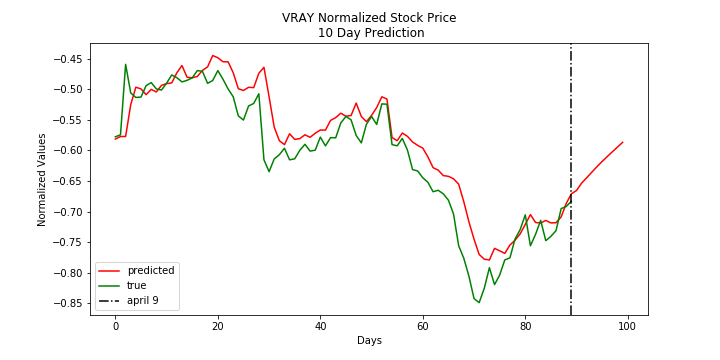 VRAY Normalized Stock Price
10 Day Prediction
Normalized Values
−0.45
−0.50
−0.55
−0.60
−0.65
−0.70
−0.75
−0.80
−0.85
predicted
true
april 9
0 20 40 60 80 100
Days